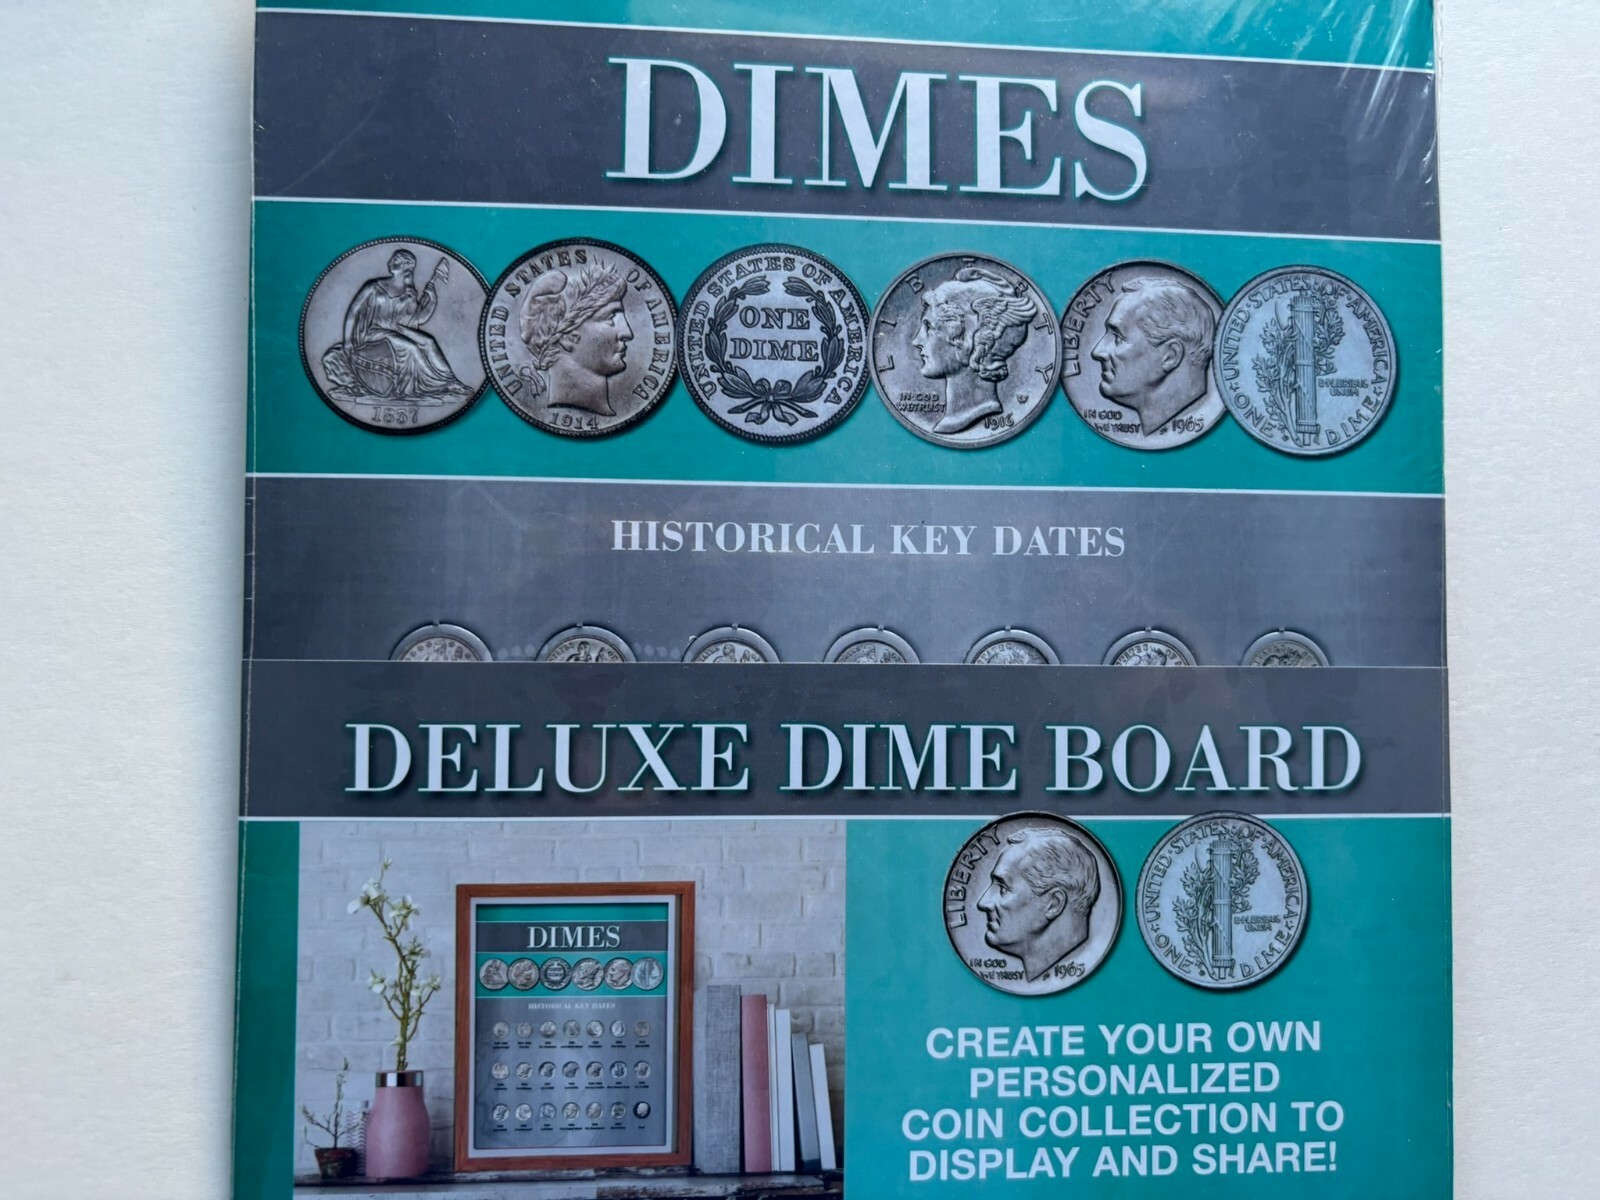 DIMES
1837
UNITED STATES OF AMERICA
1914
UNITED STATES OF AMERICA
ONE
DIME
LIBERTY
IN GOD
WE TRUST
1916
LIBERTY
IN GOD
WE TRUST
1965
UNITED·STATES·OF·AMERICA
E·PLURIBUS
UNUM
ONE DIME
HISTORICAL KEY DATES
DELUXE DIME BOARD
LIBERTY
IN GOD
WE TRUST
1965
UNITED·STATES·OF·AMERICA
E·PLURIBUS
UNUM
ONE DIME
DIMES
HISTORICAL KEY DATES
CREATE YOUR OWN
PERSONALIZED
COIN COLLECTION TO
DISPLAY AND SHARE!